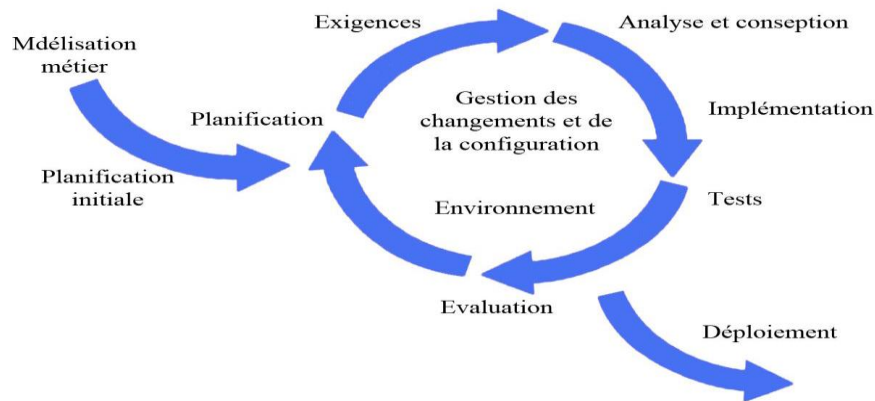 Mdélisation
métier
Planification
initiale
Planification
Exigences
Analyse et conseption
Implémentation
Tests
Evaluation
Déploiement
Gestion des
changements et de
la configuration
Environnement